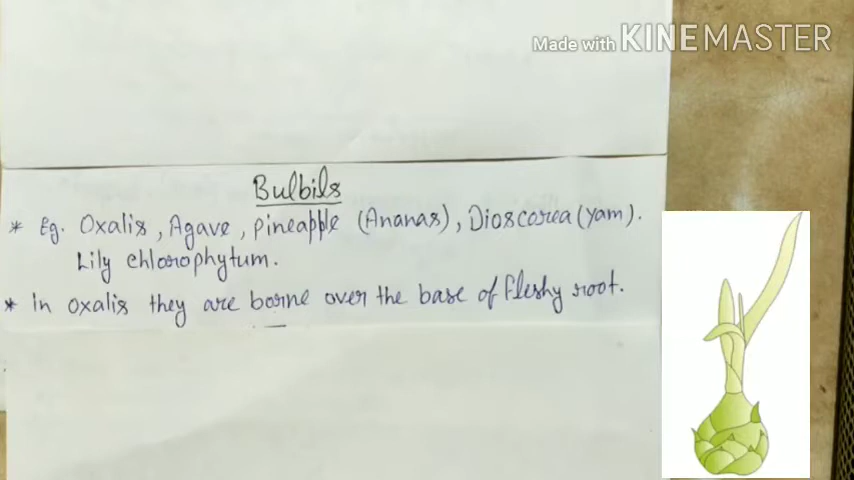 Made with KINEMASTER
Bulbils
* Eg. Oxalis, Agave, pineapple (Ananas), Dioscorea (yam).
Lily chlorophytum.
* In oxalis they are borne over the base of fleshy root.